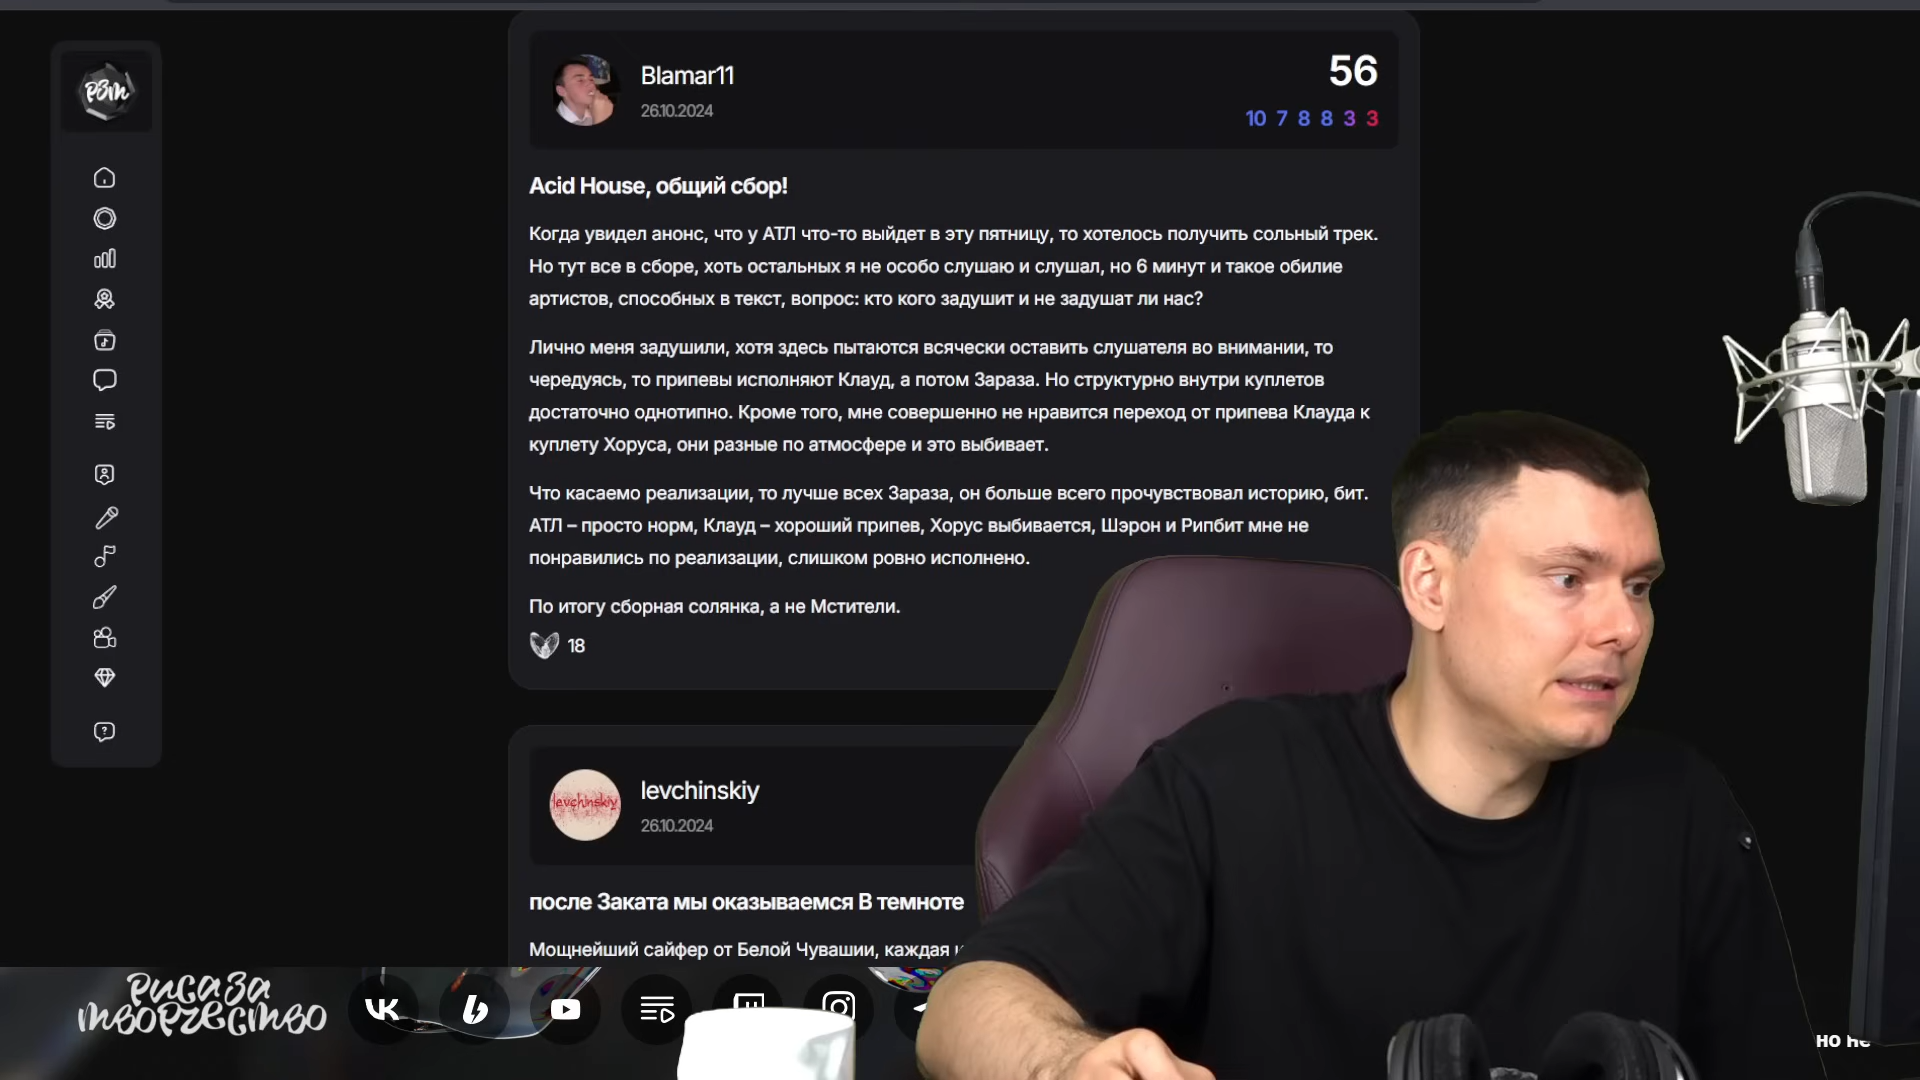 РЗТ
Blamar11
26.10.2024
56
10 7 8 8 3 3
Acid House, общий сбор!
Когда увидел анонс, что у АТЛ что-то выйдет в эту пятницу, то хотелось получить сольный трек.
Но тут все в сборе, хоть остальных я не особо слушаю и слушал, но 6 минут и такое обилие
артистов, способных в текст, вопрос: кто кого задушит и не задушат ли нас?
Лично меня задушили, хотя здесь пытаются всячески оставить слушателя во внимании, то
чередуясь, то припевы исполняют Клауд, а потом Зараза. Но структурно внутри куплетов
достаточно однотипно. Кроме того, мне совершенно не нравится переход от припева Клауда к
куплету Хоруса, они разные по атмосфере и это выбивает.
Что касаемо реализации, то лучше всех Зараза, он больше всего прочувствовал историю, бит.
АТЛ – просто норм, Клауд – хороший припев, Хорус выбивается, Шэрон и Рипбит мне не
понравились по реализации, слишком ровно исполнено.
По итогу сборная солянка, а не Мстители.
18
levchinskiy
levchinskiy
26.10.2024
после Заката мы оказываемся В темноте
Мощнейший сайфер от Белой Чувашии, каждая
риса за
творчество
но не